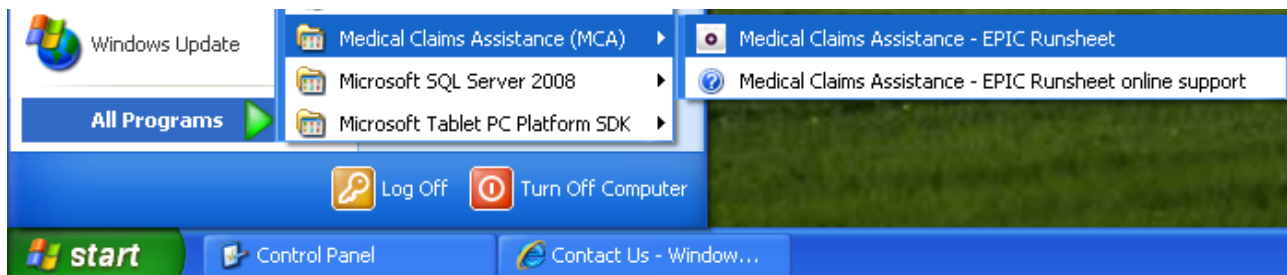 Windows Update
Medical Claims Assistance (MCA)
Medical Claims Assistance - EPIC Runsheet
Microsoft SQL Server 2008
Medical Claims Assistance - EPIC Runsheet online support
All Programs
Microsoft Tablet PC Platform SDK
Log Off
Turn Off Computer
start
Control Panel
Contact Us - Window...